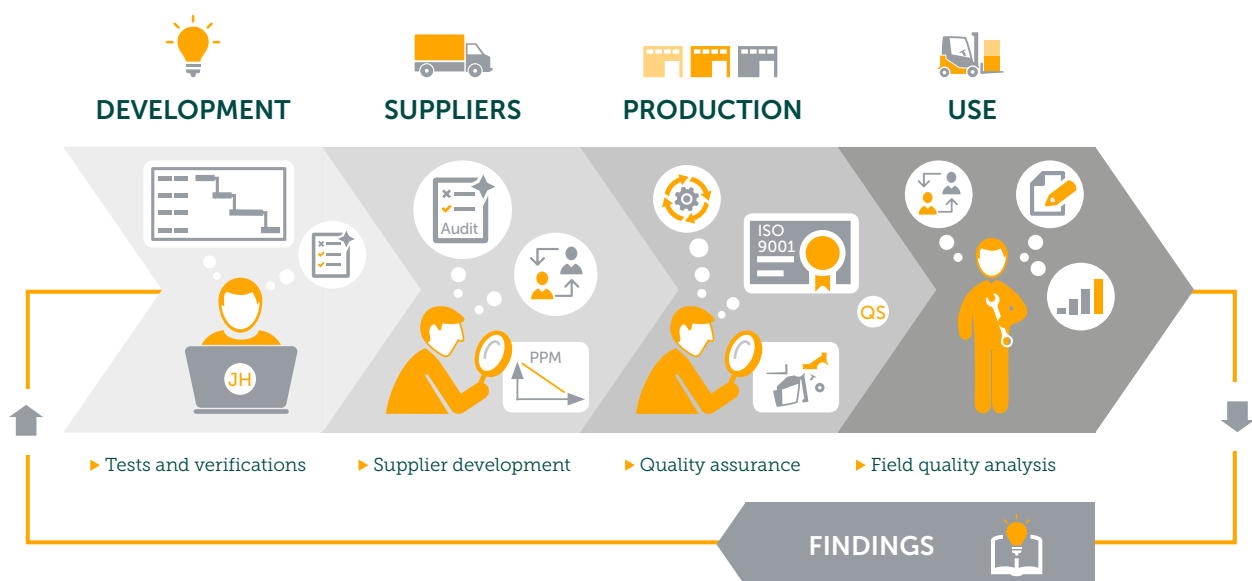 DEVELOPMENT
SUPPLIERS
PRODUCTION
USE
Audit
ISO
9001
QS
PPM
JH
▶ Tests and verifications
▶ Supplier development
▶ Quality assurance
▶ Field quality analysis
FINDINGS